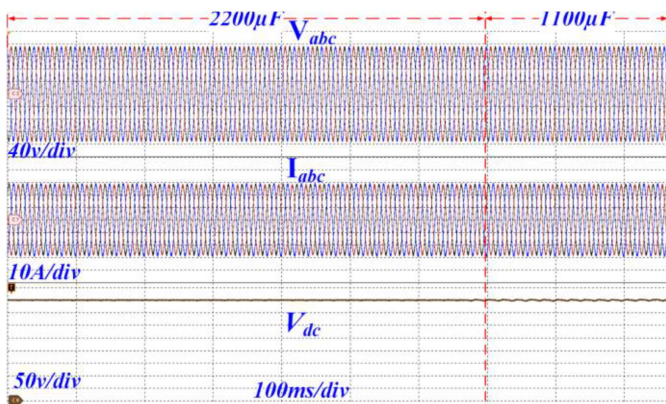 2200μF 1100μF
Vabc
40v/div
Iabc
10A/div
Vdc
50v/div 100ms/div